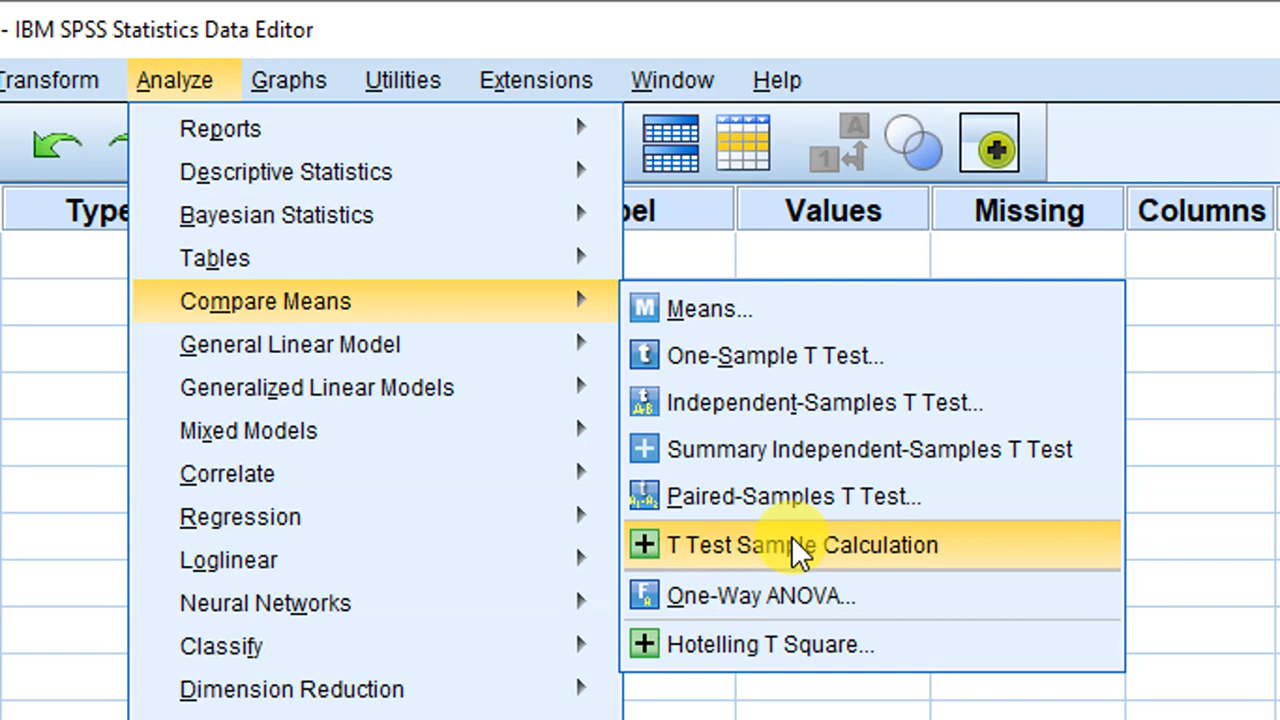 - IBM SPSS Statistics Data Editor
Transform Analyze Graphs Utilities Extensions Window Help
Type Values Missing Columns
Reports
Descriptive Statistics
Bayesian Statistics
Tables
Compare Means
General Linear Model
Generalized Linear Models
Mixed Models
Correlate
Regression
Loglinear
Neural Networks
Classify
Dimension Reduction
Means...
One-Sample T Test...
Independent-Samples T Test...
Summary Independent-Samples T Test
Paired-Samples T Test...
T Test Sample Calculation
One-Way ANOVA...
Hotelling T Square...